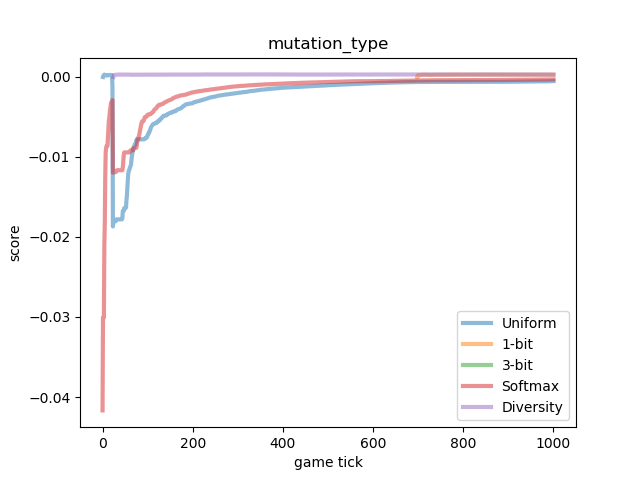 mutation_type
0.00
−0.01
−0.02
−0.03
−0.04
score
Uniform
1-bit
3-bit
Softmax
Diversity
0
200
400
600
800
1000
game tick